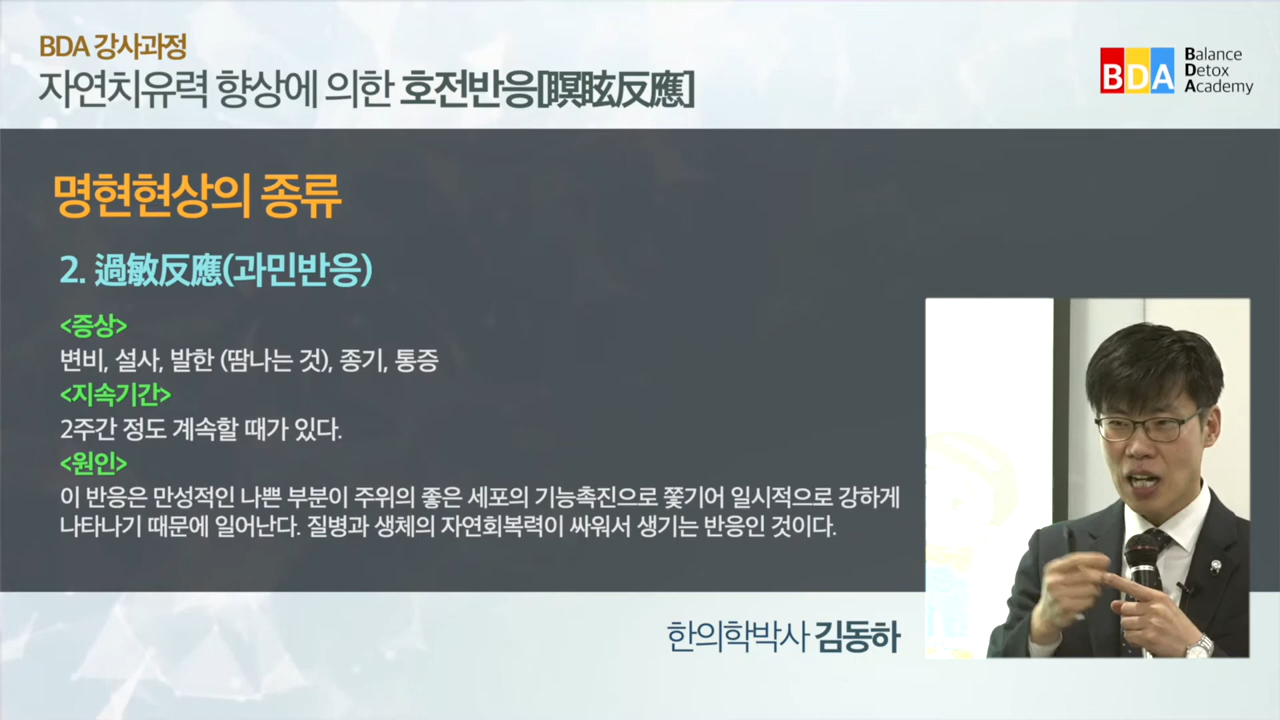 BDA 강사과정
자연치유력 향상에 의한 호전반응[瞑眩反應]
BDA
Balance
Detox
Academy
명현현상의 종류
2. 過敏反應(과민반응)
<증상>
변비, 설사, 발한 (땀나는 것), 종기, 통증
<지속기간>
2주간 정도 계속할 때가 있다.
<원인>
이 반응은 만성적인 나쁜 부분이 주위의 좋은 세포의 기능촉진으로 쫓기어 일시적으로 강하게
나타나기 때문에 일어난다. 질병과 생체의 자연회복력이 싸워서 생기는 반응인 것이다.
한의학박사 김동하